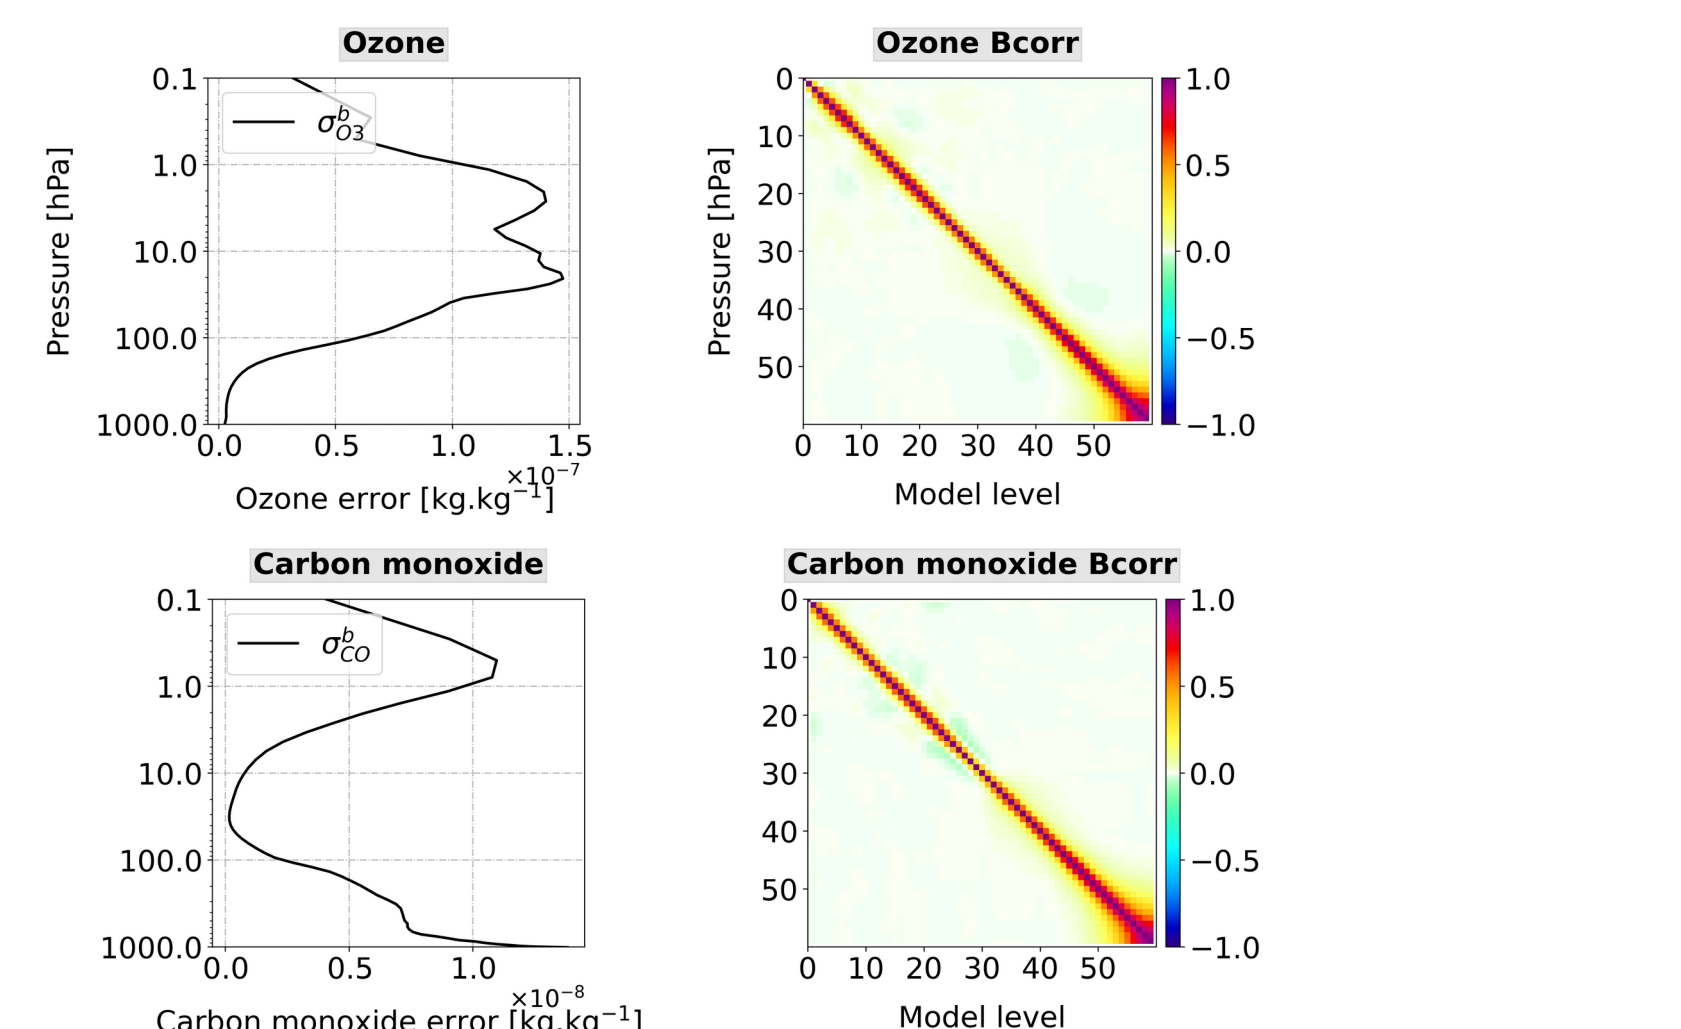 Ozone
Ozone Bcorr
0.1
1.0
10.0
100.0
1000.0
Pressure [hPa]
σᵇ_O3
0.0 0.5 1.0 1.5
×10⁻⁷
Ozone error [kg.kg⁻¹]
0
10
20
30
40
50
Pressure [hPa]
0 10 20 30 40 50
Model level
1.0
0.5
0.0
−0.5
−1.0
Carbon monoxide
Carbon monoxide Bcorr
0.1
1.0
10.0
100.0
1000.0
σᵇ_CO
0.0 0.5 1.0
×10⁻⁸
Carbon monoxide error [kg.kg⁻¹]
0
10
20
30
40
50
0 10 20 30 40 50
Model level
1.0
0.5
0.0
−0.5
−1.0